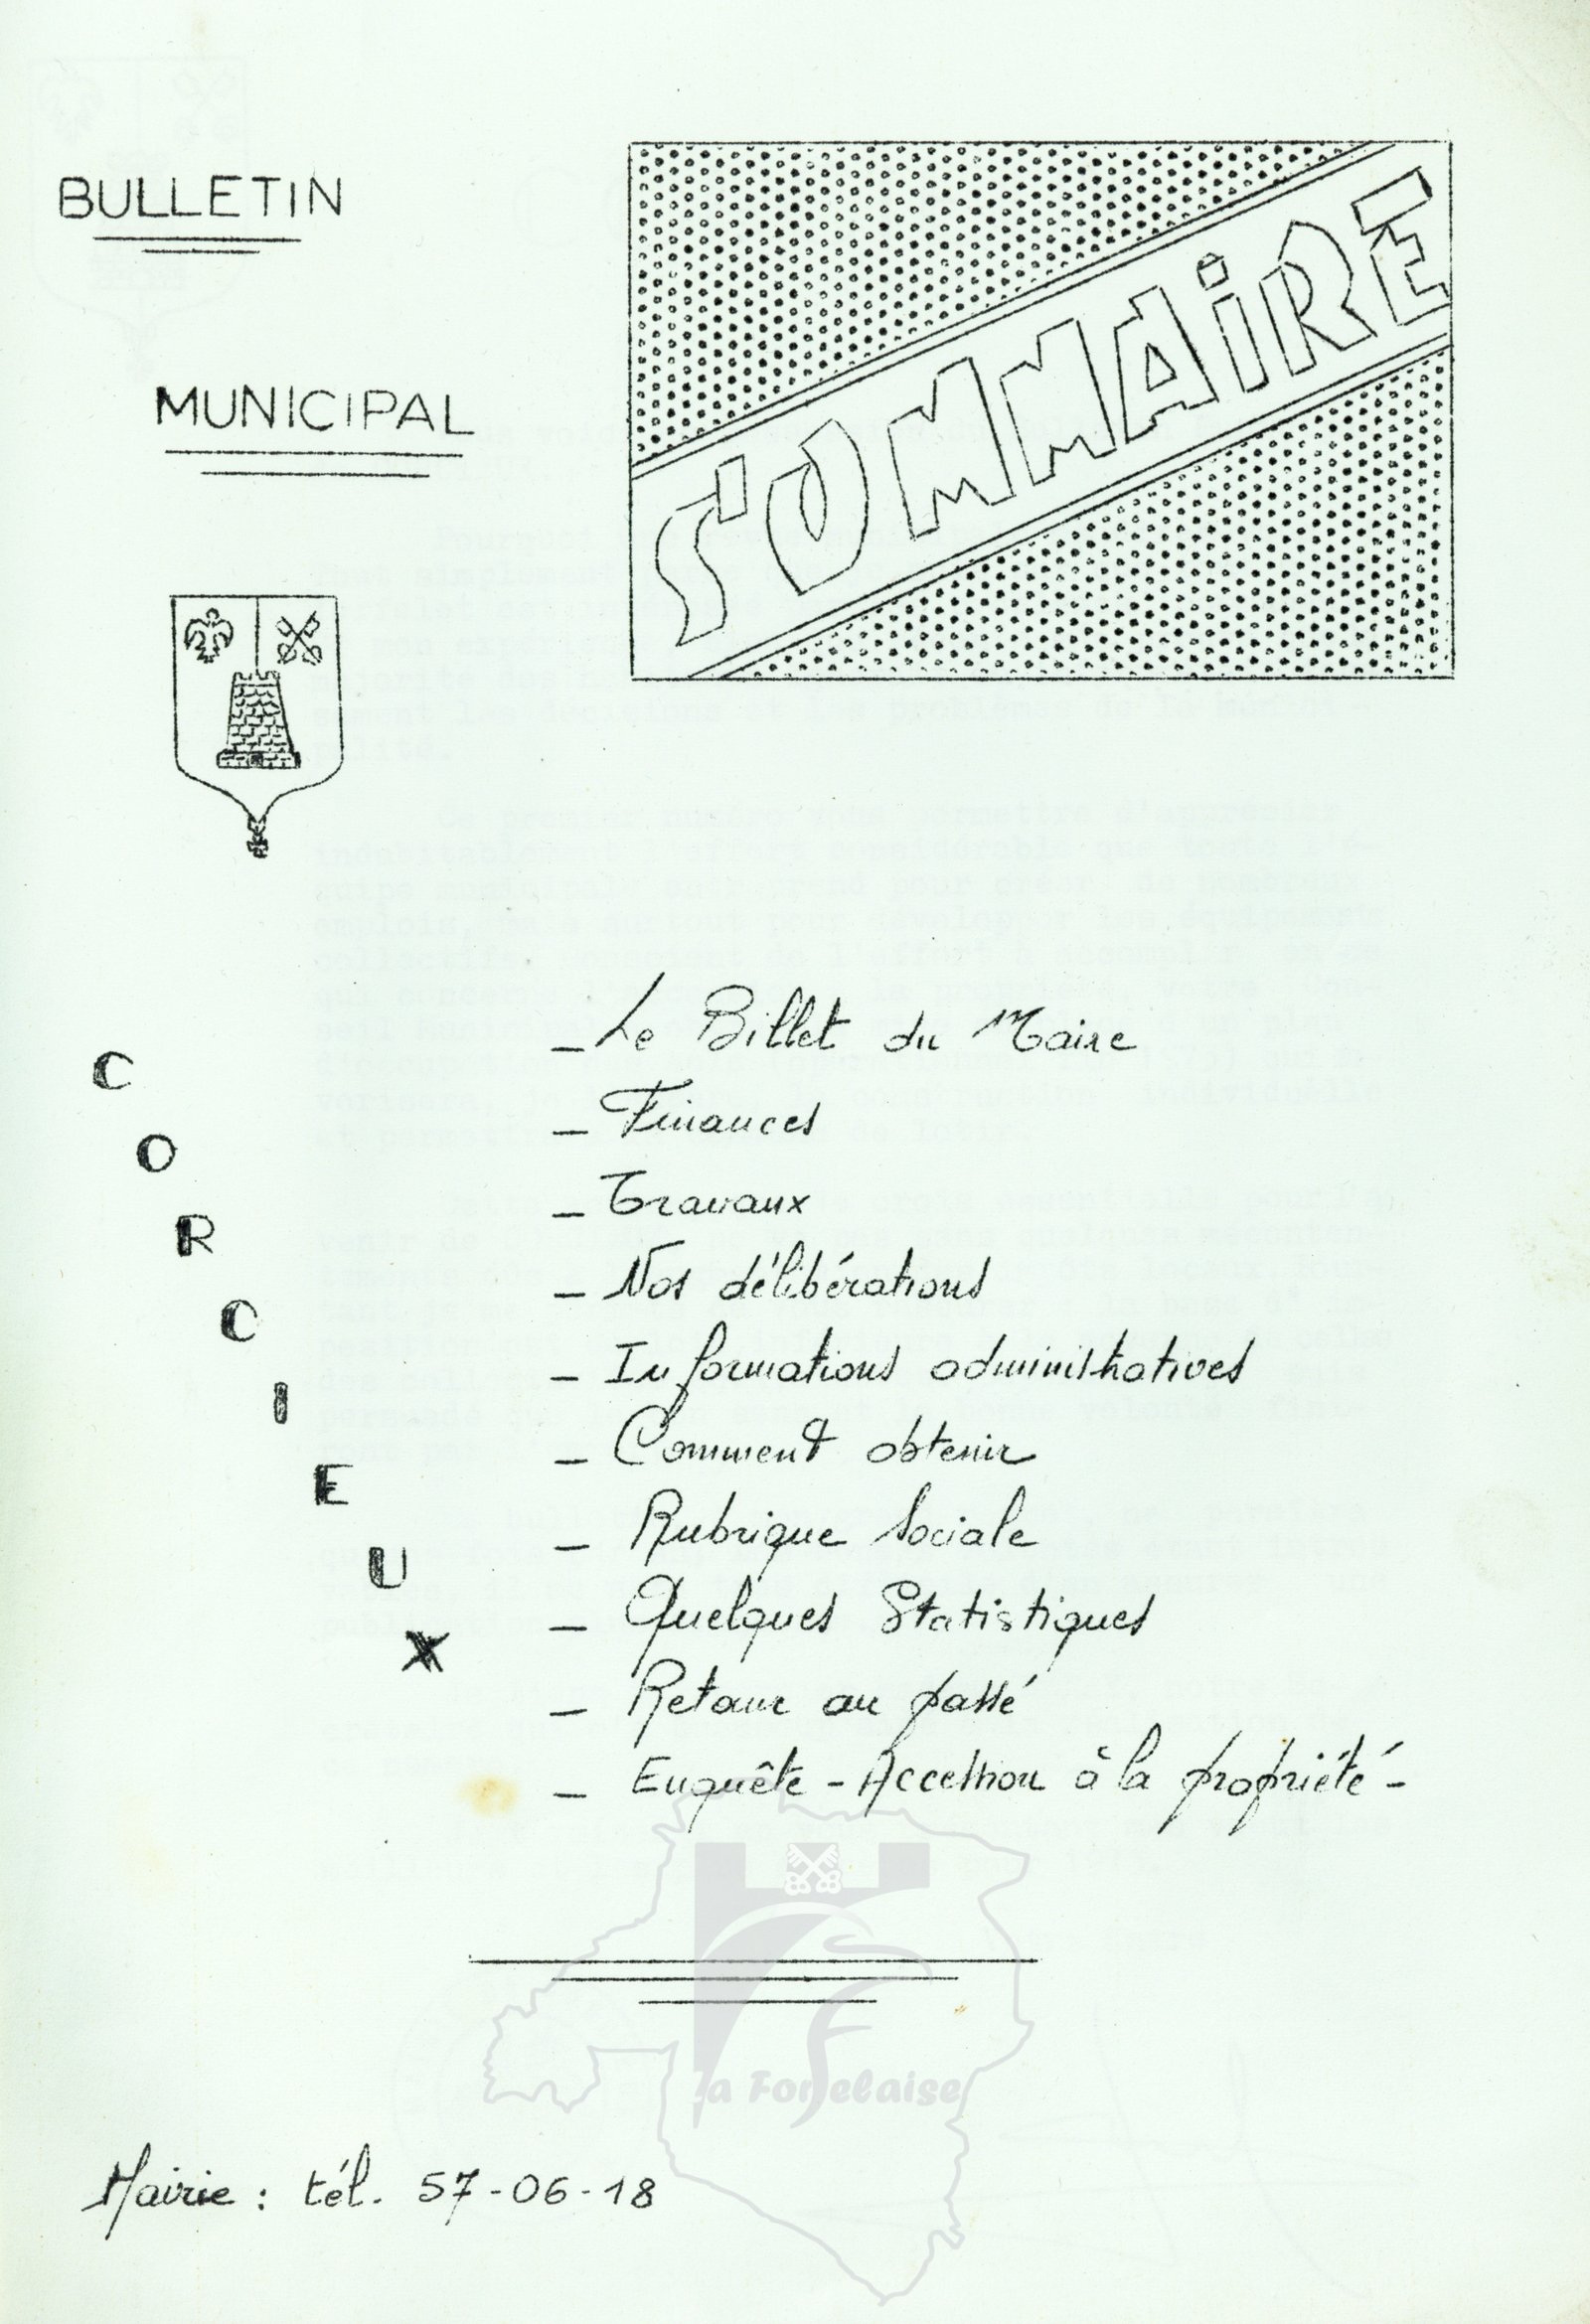 BULLETIN
MUNICIPAL
SOMMAIRE
CORCIEUX
– Le Billet du Maire
– Finances
– Travaux
– Nos délibérations
– Informations administratives
– Comment obtenir
– Rubrique Sociale
– Quelques Statistiques
– Retour au passé
– Enquête - Accession à la propriété -
la Forgelaise
Mairie : tél. 57-06-18